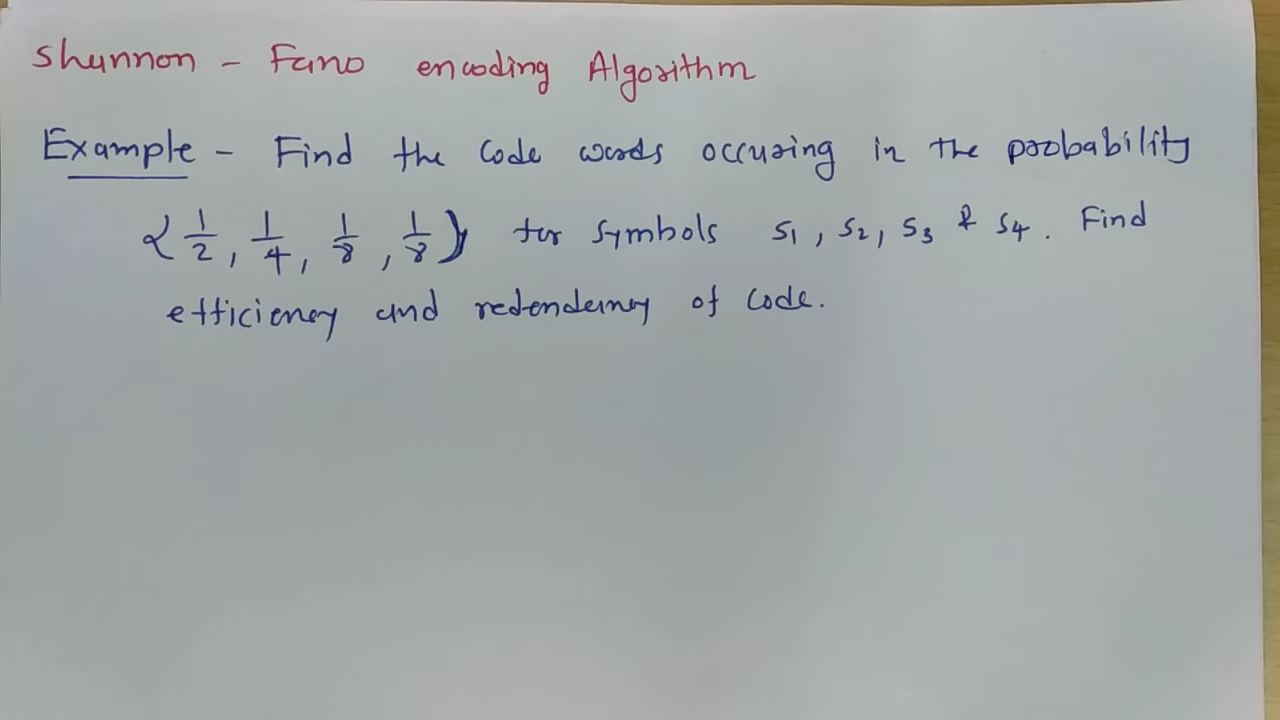 Shannon - Fano encoding Algorithm
Example - Find the Code words occuring in the probability
{1/2, 1/4, 1/8, 1/8} for symbols S1, S2, S3 & S4. Find
efficiency and redendancy of code.